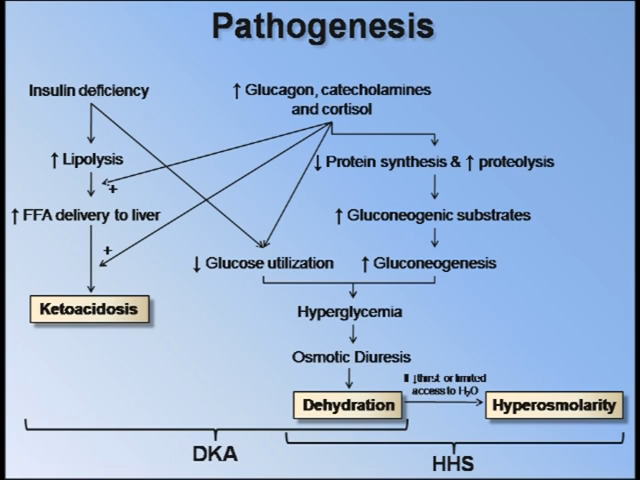 Pathogenesis
Insulin deficiency
↑ Glucagon, catecholamines
and cortisol
↑ Lipolysis
↓ Protein synthesis & ↑ proteolysis
+
↑ FFA delivery to liver
↑ Gluconeogenic substrates
+
↓ Glucose utilization
↑ Gluconeogenesis
Ketoacidosis
Hyperglycemia
Osmotic Diuresis
If ↓thirst or limited
access to H₂O
Dehydration
Hyperosmolarity
DKA
HHS